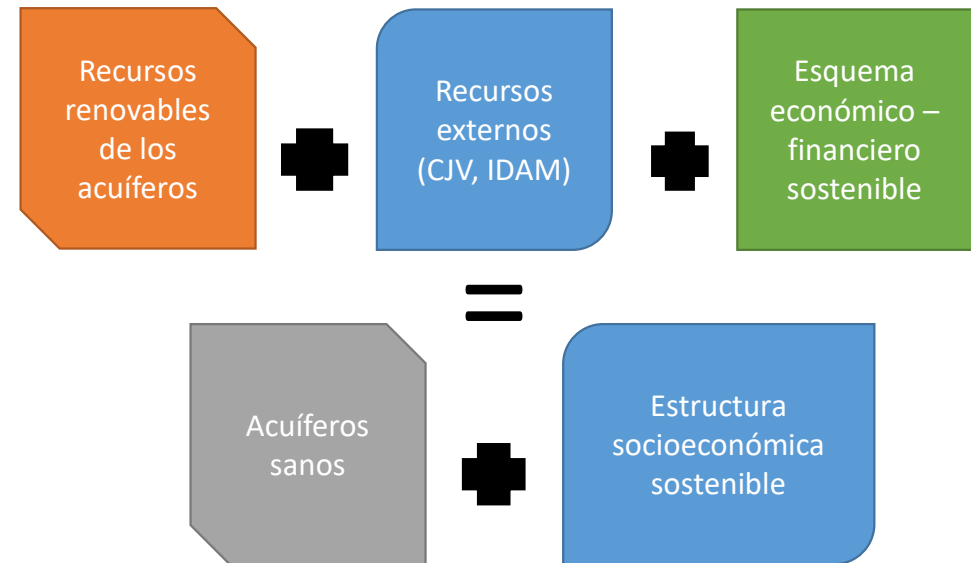 Recursos
renovables
de los
acuíferos
Recursos
externos
(CJV, IDAM)
Esquema
económico –
financiero
sostenible
=
Acuíferos
sanos
Estructura
socioeconómica
sostenible